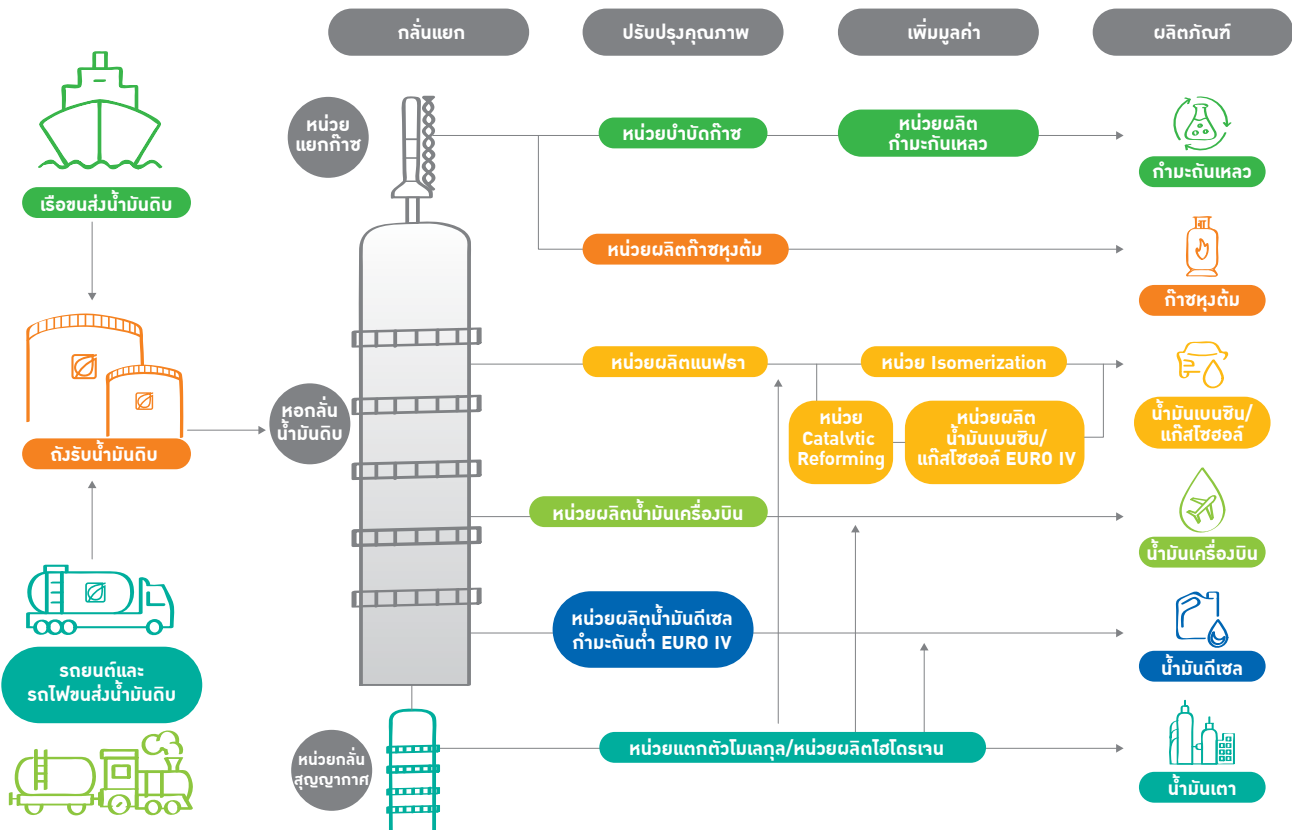 กลั่นแยก
ปรับปรุงคุณภาพ
เพิ่มมูลค่า
ผลิตภัณฑ์
หน่วย
แยกก๊าซ
หน่วยบำบัดก๊าซ
หน่วยผลิต
กำมะถันเหลว
กำมะถันเหลว
เรือขนส่งน้ำมันดิบ
หน่วยผลิตก๊าซหุงต้ม
ก๊าซหุงต้ม
หน่วยผลิตแนฟธา
หน่วย Isomerization
หอกลั่น
น้ำมันดิบ
หน่วย
Catalvtic
Reforming
หน่วยผลิต
น้ำมันเบนซิน/
แก๊สโซฮอล์ EURO IV
น้ำมันเบนซิน/
แก๊สโซฮอล์
ถังรับน้ำมันดิบ
หน่วยผลิตน้ำมันเครื่องบิน
น้ำมันเครื่องบิน
หน่วยผลิตน้ำมันดีเซล
กำมะถันต่ำ EURO IV
น้ำมันดีเซล
รถยนต์และ
รถไฟขนส่งน้ำมันดิบ
หน่วยกลั่น
สุญญากาศ
หน่วยแตกตัวโมเลกุล/หน่วยผลิตไฮโดรเจน
น้ำมันเตา